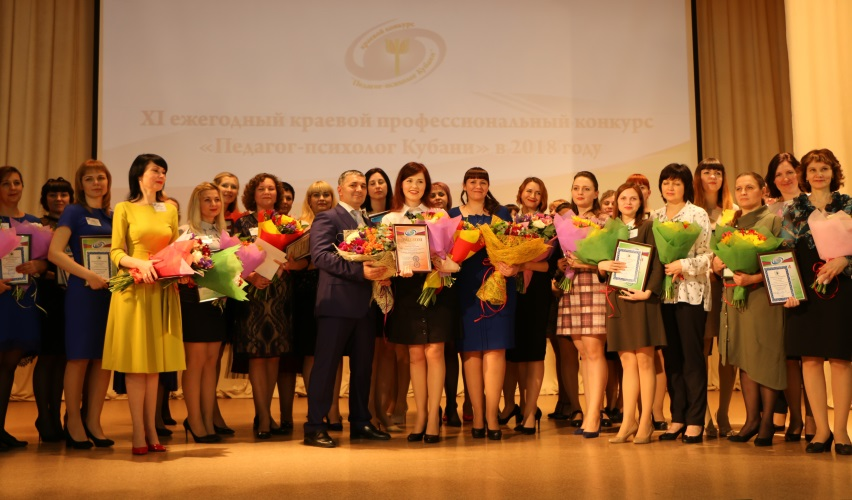 XI ежегодный краевой профессиональный конкурс
«Педагог-психолог Кубани» в 2018 году